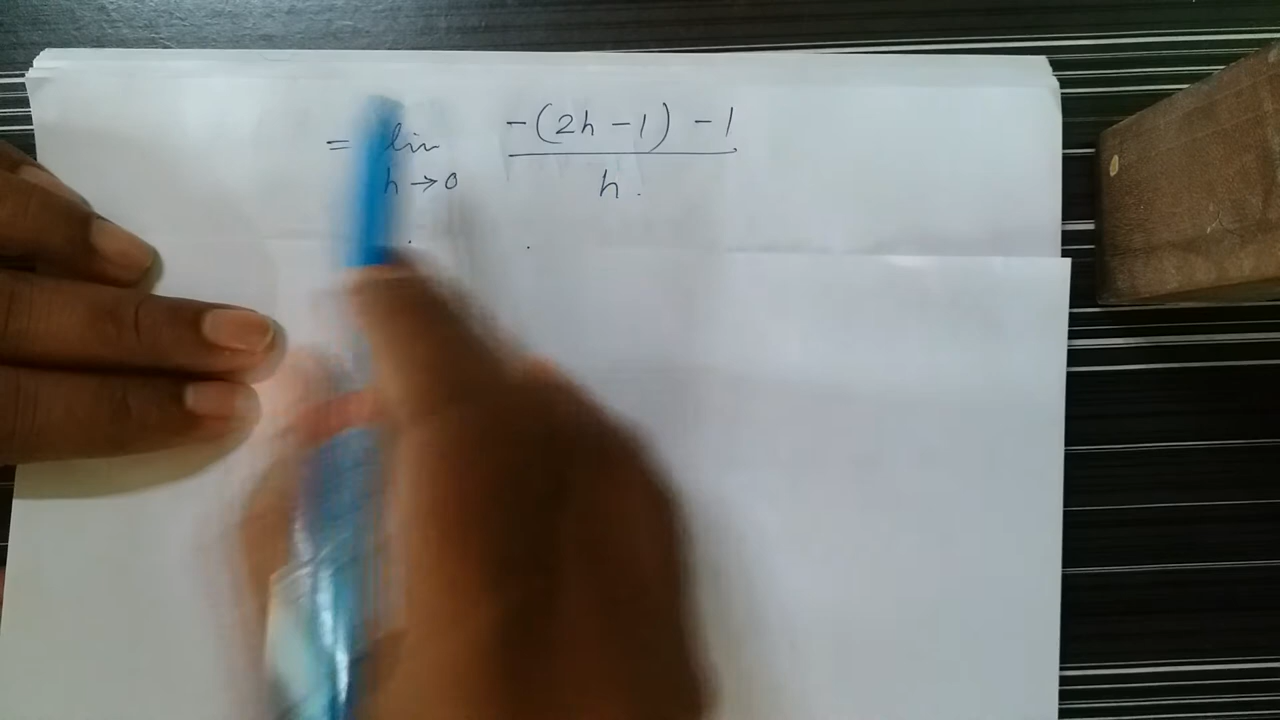 = lim -(2h-1)-1
h→0 h.